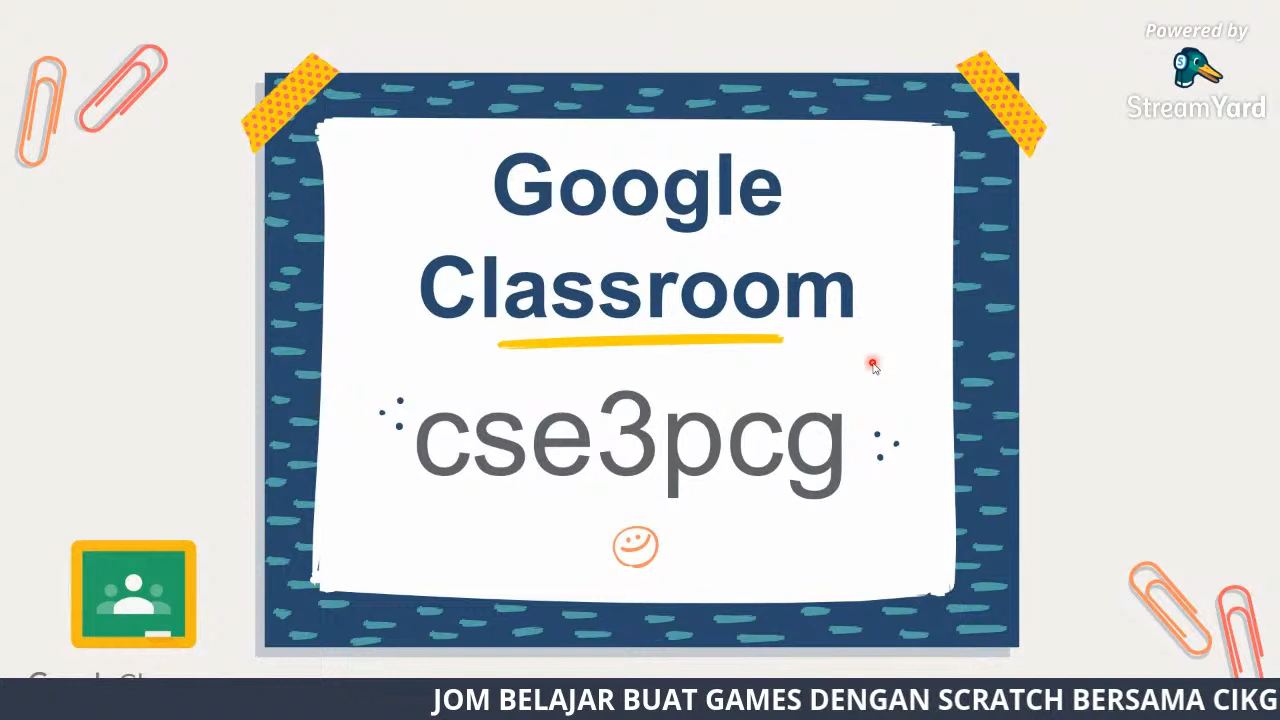 Powered by
StreamYard
Google
Classroom
cse3pcg
JOM BELAJAR BUAT GAMES DENGAN SCRATCH BERSAMA CIKG